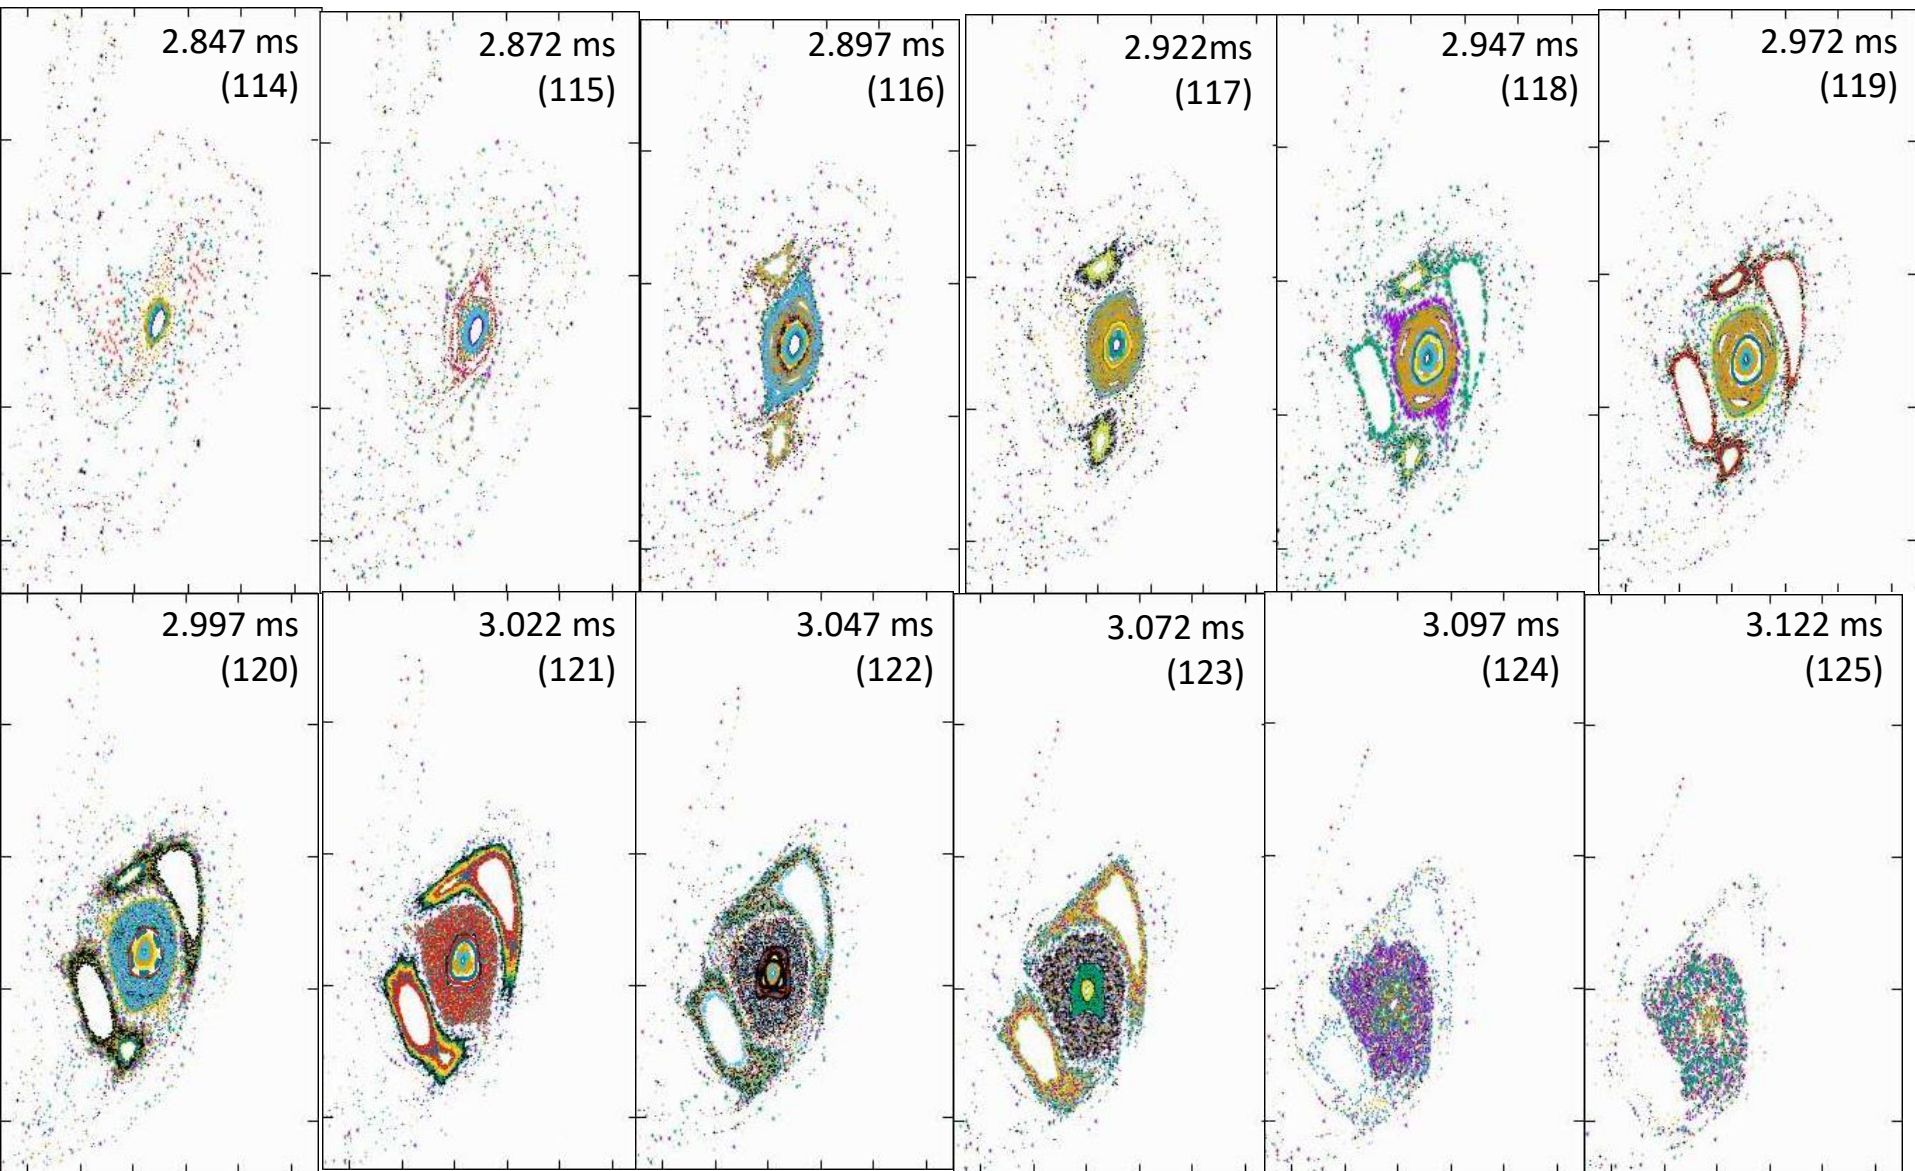 2.847 ms
(114)
2.872 ms
(115)
2.897 ms
(116)
2.922ms
(117)
2.947 ms
(118)
2.972 ms
(119)
2.997 ms
(120)
3.022 ms
(121)
3.047 ms
(122)
3.072 ms
(123)
3.097 ms
(124)
3.122 ms
(125)